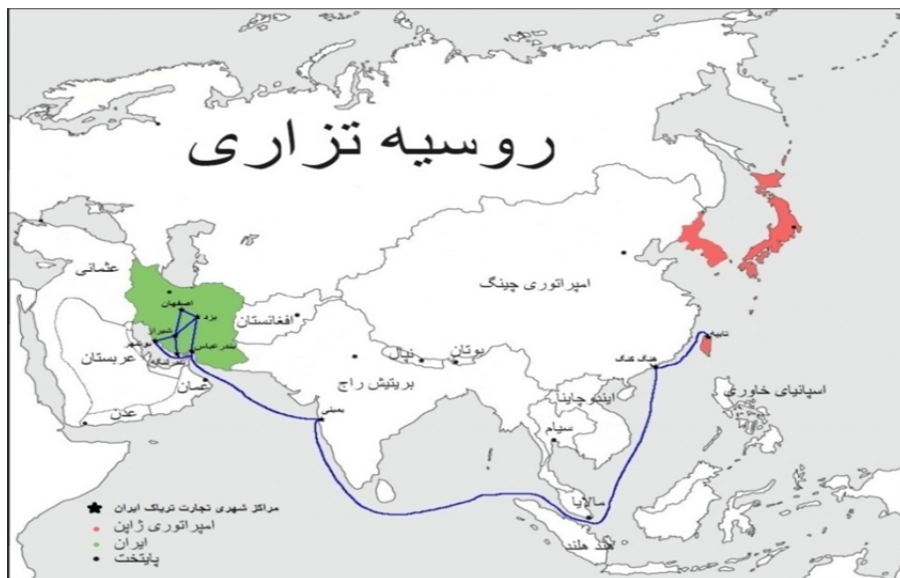 روسیه تزاری
عثمانی
اصفهان
یزد
شیراز
بوشهر
بندرعباس
افغانستان
امپراتوری چینگ
عربستان
عمان
عدن
نپال
بوتان
بریتیش راج
بمبئی
تایپه
هنگ کنگ
ایندوچاینا
سیام
اسپانیای خاوری
مالایا
هند هلند
مراکز شهری تجارت تریاک ایران
امپراتوری ژاپن
ایران
پایتخت